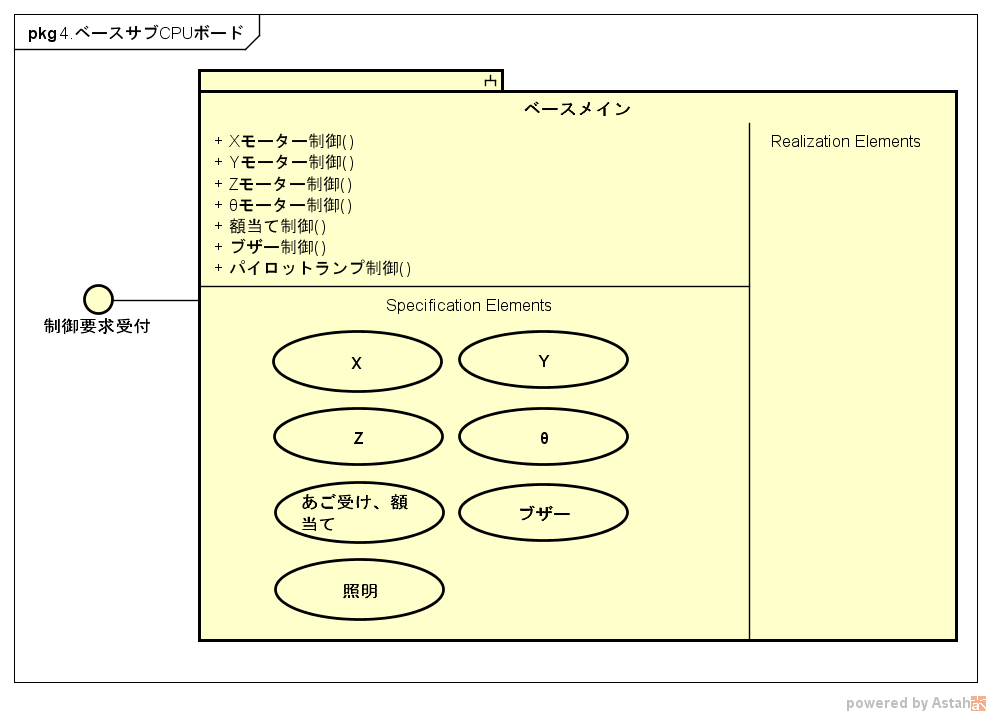 pkg 4.ベースサブCPUボード
ベースメイン
+ Xモーター制御()
+ Yモーター制御()
+ Zモーター制御()
+ θモーター制御()
+ 額当て制御()
+ ブザー制御()
+ パイロットランプ制御()
Realization Elements
制御要求受付
Specification Elements
X
Y
Z
θ
あご受け、額
当て
ブザー
照明
powered by Astah